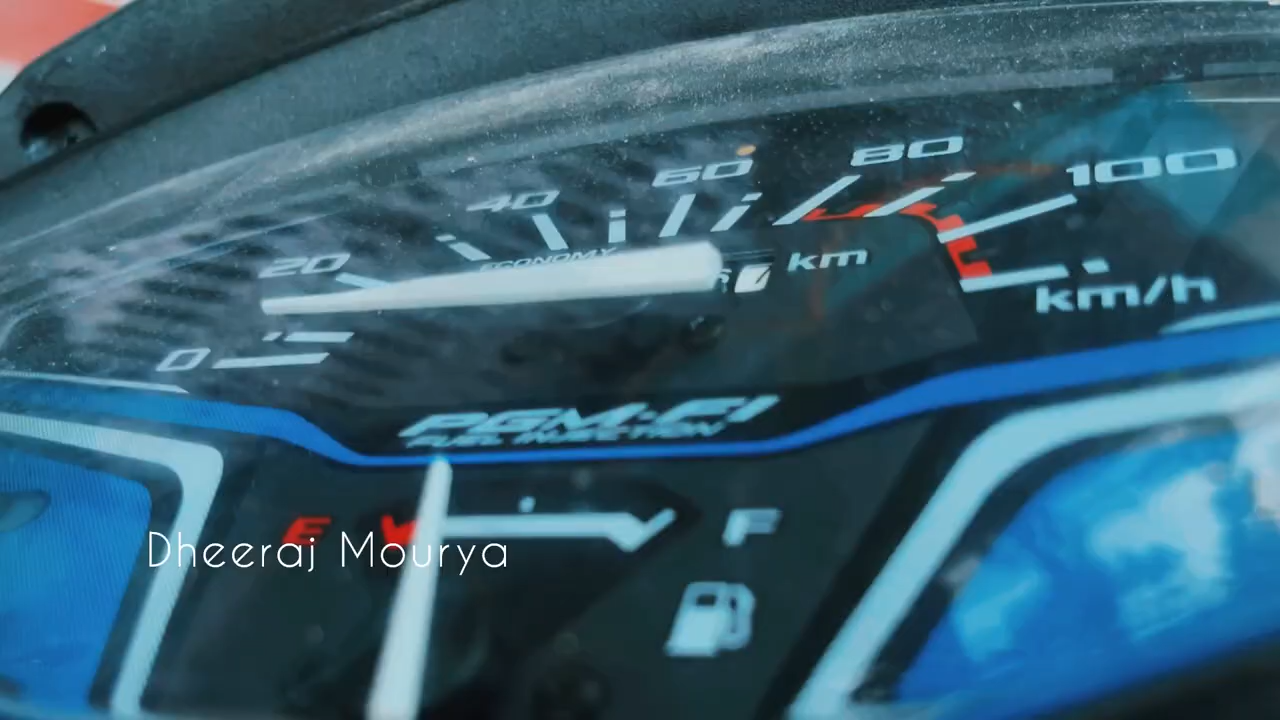 60
80
40
100
20
ECONOMY
km
km/h
0
PGM-FI
FUEL INJECTION
E
F
Dheeraj Mourya